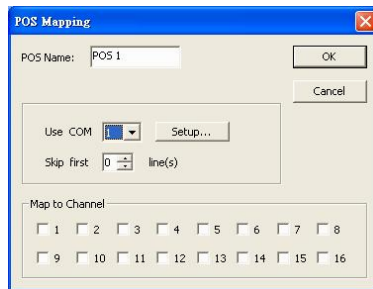 POS Mapping
POS Name: POS 1
OK
Cancel
Use COM 1 Setup...
Skip first 0 line(s)
Map to Channel
1 2 3 4 5 6 7 8
9 10 11 12 13 14 15 16